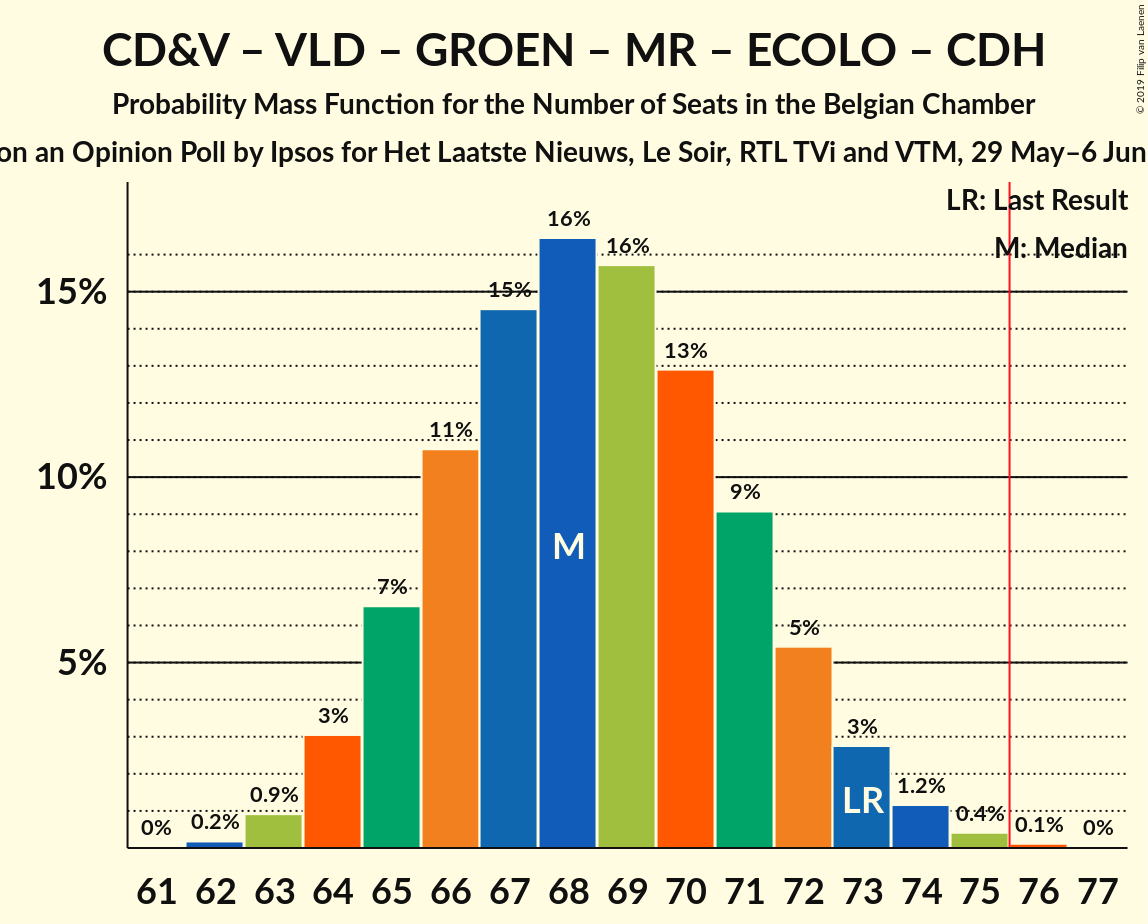 CD&V – VLD – GROEN – MR – ECOLO – CDH
Probability Mass Function for the Number of Seats in the Belgian Chamber
on an Opinion Poll by Ipsos for Het Laatste Nieuws, Le Soir, RTL TVi and VTM, 29 May–6 Jun
© 2019 Filip van Laenen
LR: Last Result
M: Median
16%
16%
15%
15%
13%
11%
10%
9%
M
7%
5%
5%
3%
3%
LR
1.2%
0.9%
0.4%
0.2%
0.1%
0%
0%
61 62 63 64 65 66 67 68 69 70 71 72 73 74 75 76 77